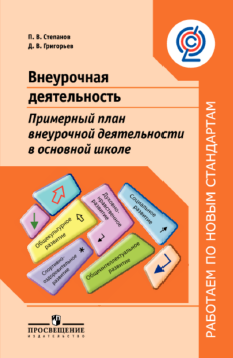 П. В. Степанов
Д. В. Григорьев
Внеурочная
деятельность
Примерный план
внеурочной деятельности
в основной школе
Духовно-
нравственное
развитие
Социальное
развитие
Общекультурное
развитие
Спортивно-
оздоровительное
развитие
Общеинтеллектуальное
развитие
РАБОТАЕМ ПО НОВЫМ СТАНДАРТАМ
ПРОСВЕЩЕНИЕ
ИЗДАТЕЛЬСТВО